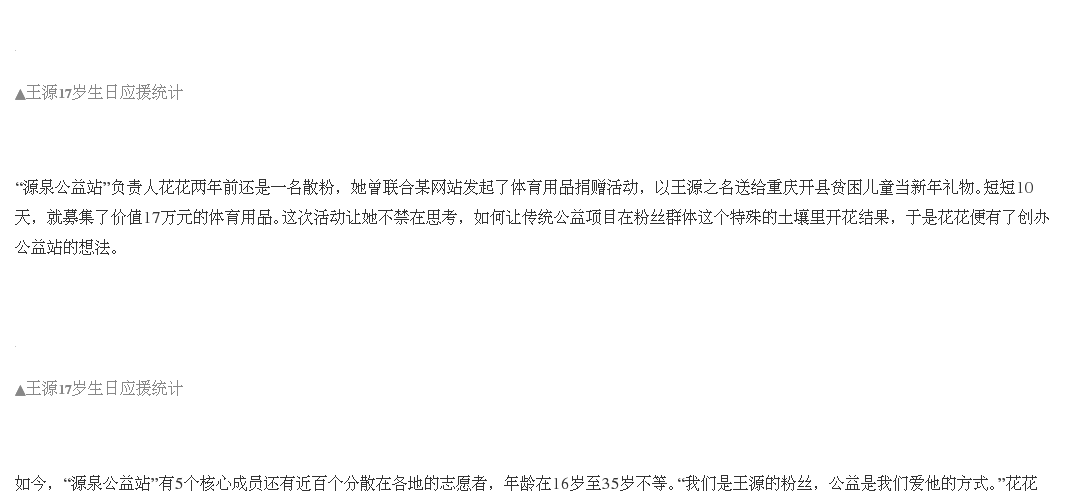 ▲王源17岁生日应援统计
“源泉公益站”负责人花花两年前还是一名散粉，她曾联合某网站发起了体育用品捐赠活动，以王源之名送给重庆开县贫困儿童当新年礼物。短短10
天，就募集了价值17万元的体育用品。这次活动让她不禁在思考，如何让传统公益项目在粉丝群体这个特殊的土壤里开花结果，于是花花便有了创办
公益站的想法。
▲王源17岁生日应援统计
如今，“源泉公益站”有5个核心成员还有近百个分散在各地的志愿者，年龄在16岁至35岁不等。“我们是王源的粉丝，公益是我们爱他的方式。”花花